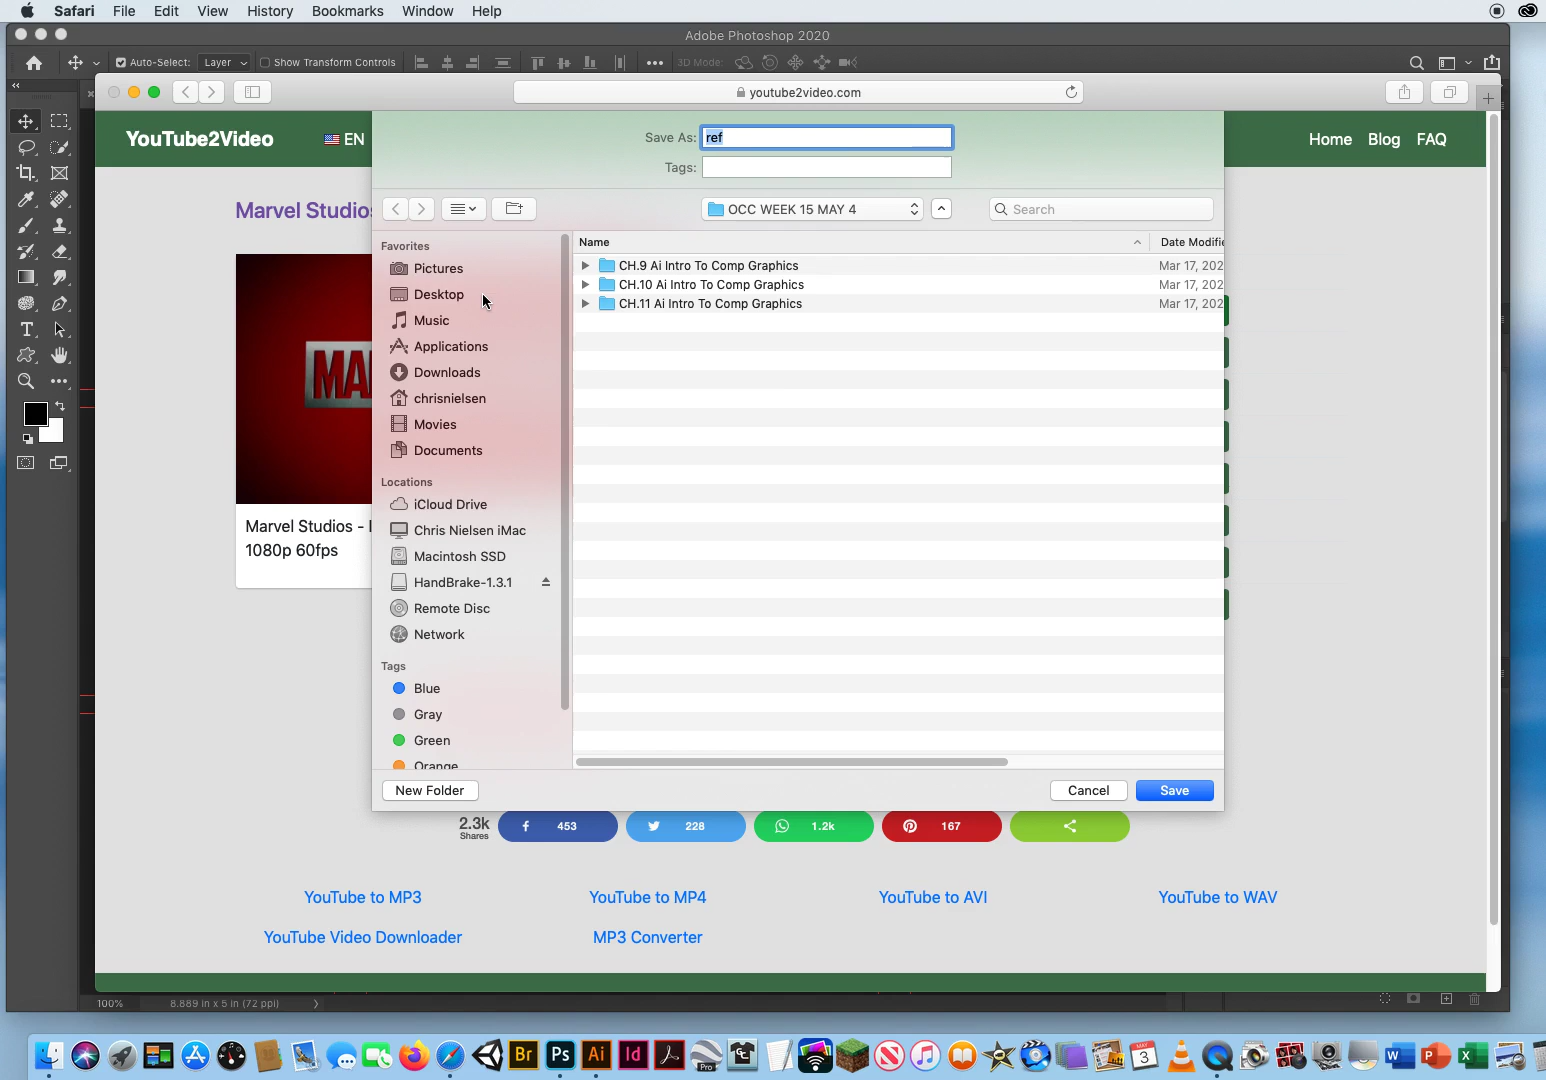 Safari File Edit View History Bookmarks Window Help
Adobe Photoshop 2020
Auto-Select: Layer Show Transform Controls 3D Mode:
youtube2video.com
YouTube2Video EN Home Blog FAQ
Save As: ref
Tags:
Marvel Studios
OCC WEEK 15 MAY 4 Search
Favorites
Pictures
Desktop
Music
Applications
Downloads
chrisnielsen
Movies
Documents
Locations
iCloud Drive
Chris Nielsen iMac
Macintosh SSD
HandBrake-1.3.1
Remote Disc
Network
Tags
Blue
Gray
Green
Orange
Name Date Modifie
CH.9 Ai Intro To Comp Graphics Mar 17, 202
CH.10 Ai Intro To Comp Graphics Mar 17, 202
CH.11 Ai Intro To Comp Graphics Mar 17, 202
MA
Marvel Studios -
1080p 60fps
New Folder Cancel Save
2.3k
Shares
453 228 1.2k 167
YouTube to MP3 YouTube to MP4 YouTube to AVI YouTube to WAV
YouTube Video Downloader MP3 Converter
100% 8.889 in x 5 in (72 ppi)
Br Ps Ai Id Pro MAY 3 W P X